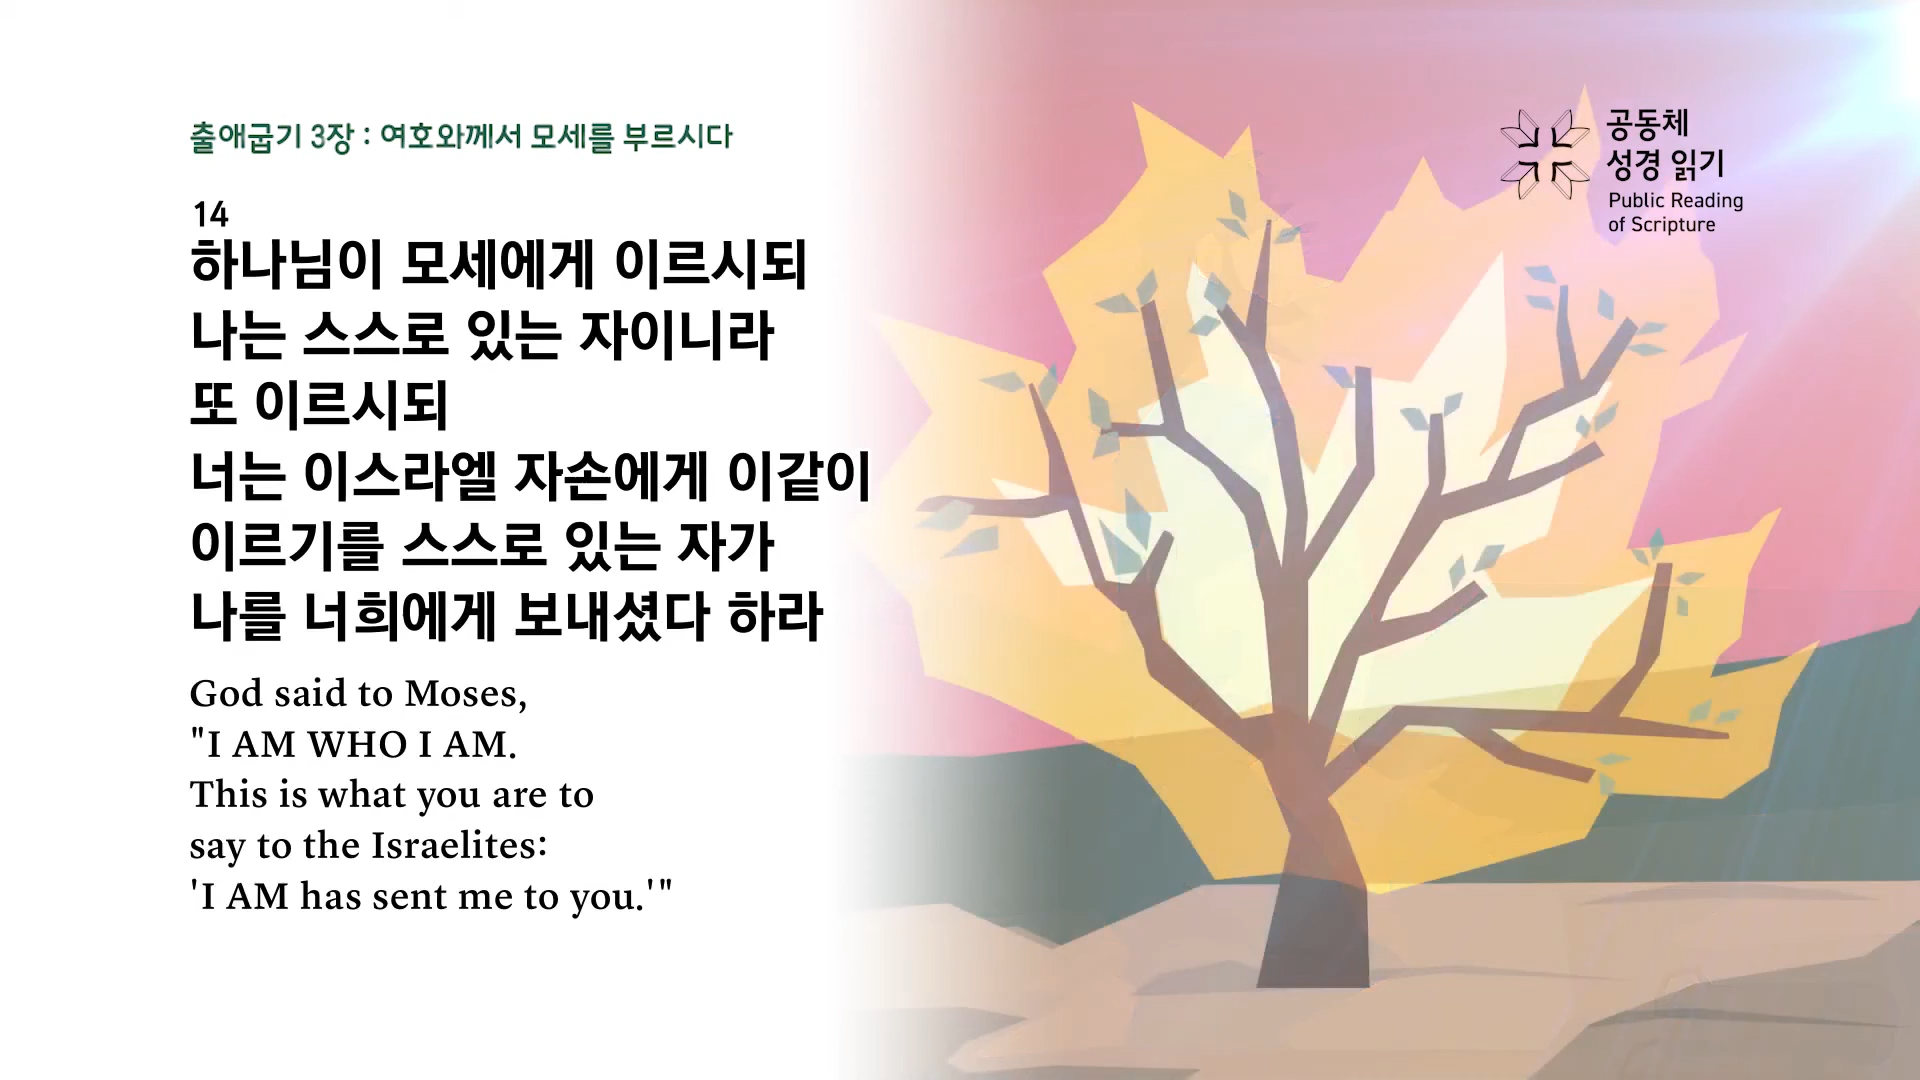 출애굽기 3장 : 여호와께서 모세를 부르시다
14
하나님이 모세에게 이르시되
나는 스스로 있는 자이니라
또 이르시되
너는 이스라엘 자손에게 이같이
이르기를 스스로 있는 자가
나를 너희에게 보내셨다 하라
God said to Moses,
"I AM WHO I AM.
This is what you are to
say to the Israelites:
'I AM has sent me to you.'"
공동체
성경 읽기
Public Reading
of Scripture